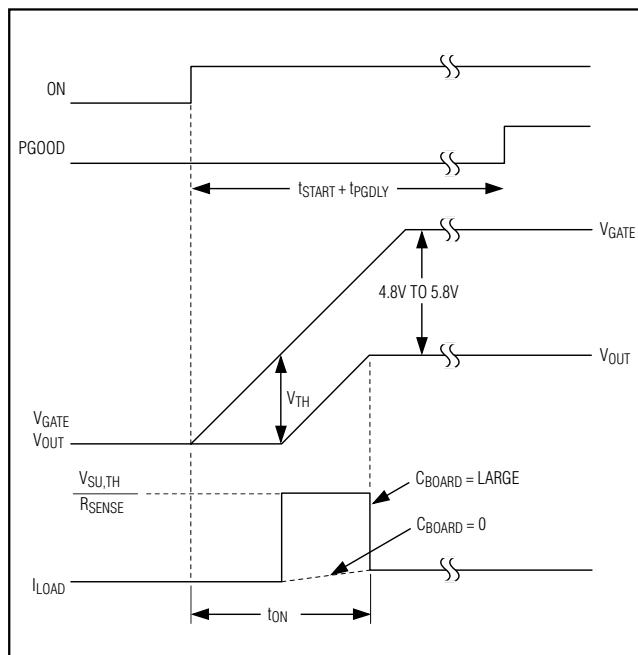 ON
PGOOD
tSTART + tPGDLY
VGATE
4.8V TO 5.8V
VOUT
VTH
VGATE
VOUT
VSU,TH
RSENSE
CBOARD = LARGE
CBOARD = 0
ILOAD
tON